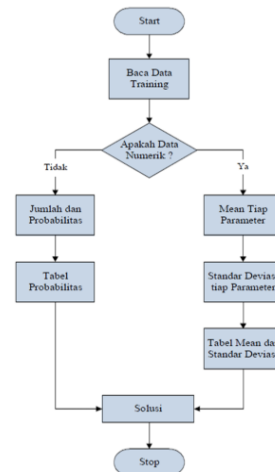 Start
Baca Data
Training
Apakah Data
Numerik ?
Tidak
Ya
Jumlah dan
Probabilitas
Mean Tiap
Parameter
Tabel
Probabilitas
Standar Devias
tiap Parameter
Tabel Mean da
Standar Devias
Solusi
Stop